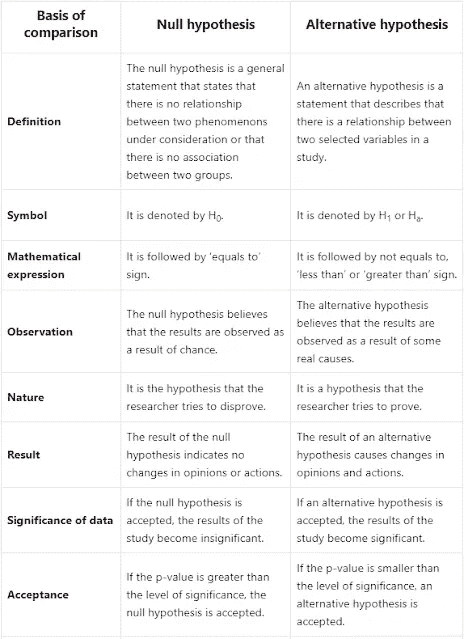 Basis of
comparison
Null hypothesis
Alternative hypothesis
Definition
The null hypothesis is a general
statement that states that
there is no relationship
between two phenomenons
under consideration or that
there is no association
between two groups.
An alternative hypothesis is a
statement that describes that
there is a relationship between
two selected variables in a
study.
Symbol
It is denoted by H₀.
It is denoted by H₁ or Hₐ.
Mathematical
expression
It is followed by ‘equals to’
sign.
It is followed by not equals to,
‘less than’ or ‘greater than’ sign.
Observation
The null hypothesis believes
that the results are observed as
a result of chance.
The alternative hypothesis
believes that the results are
observed as a result of some
real causes.
Nature
It is the hypothesis that the
researcher tries to disprove.
It is a hypothesis that the
researcher tries to prove.
Result
The result of the null
hypothesis indicates no
changes in opinions or actions.
The result of an alternative
hypothesis causes changes in
opinions and actions.
Significance of data
If the null hypothesis is
accepted, the results of the
study become insignificant.
If an alternative hypothesis is
accepted, the results of the
study become significant.
Acceptance
If the p-value is greater than
the level of significance, the
null hypothesis is accepted.
If the p-value is smaller than
the level of significance, an
alternative hypothesis is
accepted.